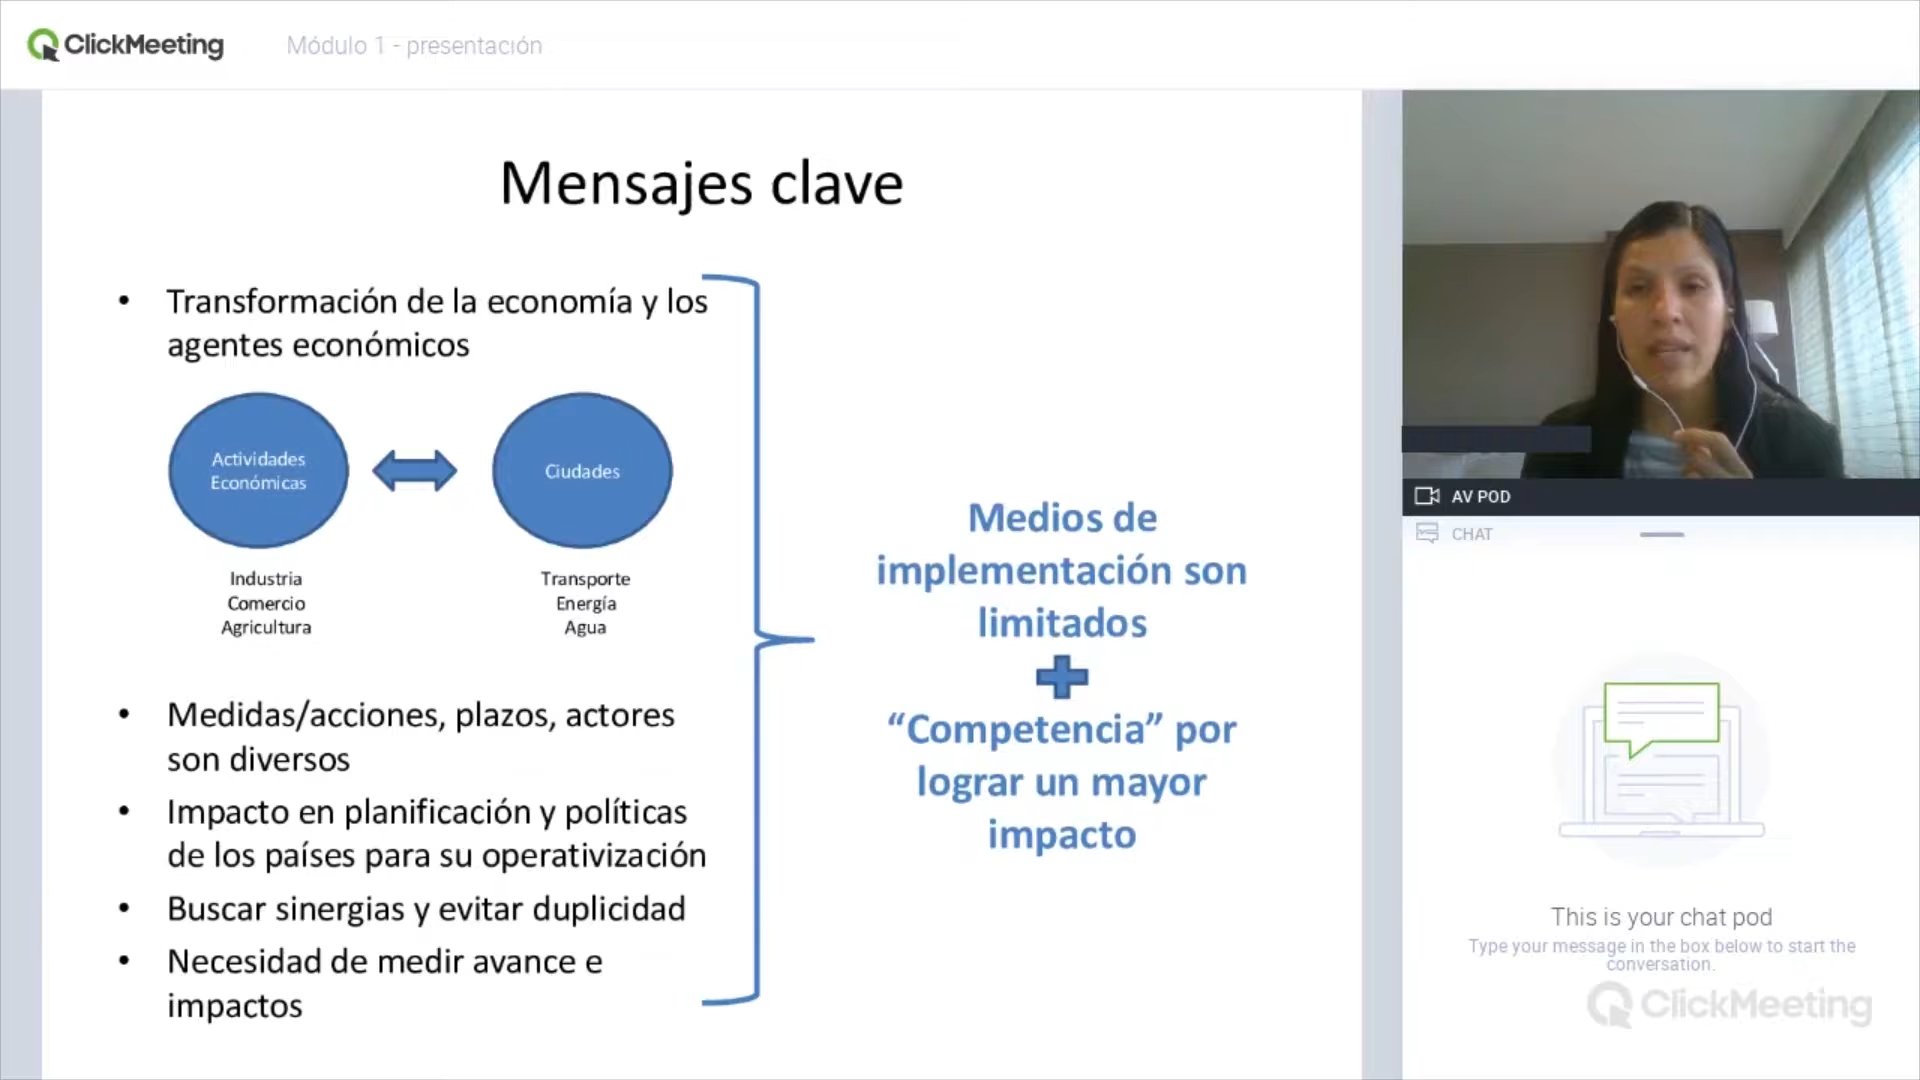 ClickMeeting
Módulo 1 - presentación
Mensajes clave
• Transformación de la economía y los
agentes económicos
Actividades
Económicas
Ciudades
Industria
Comercio
Agricultura
Transporte
Energía
Agua
• Medidas/acciones, plazos, actores
son diversos
• Impacto en planificación y políticas
de los países para su operativización
• Buscar sinergias y evitar duplicidad
• Necesidad de medir avance e
impactos
Medios de
implementación son
limitados
“Competencia” por
lograr un mayor
impacto
AV POD
CHAT
This is your chat pod
Type your message in the box below to start the
conversation.
ClickMeeting